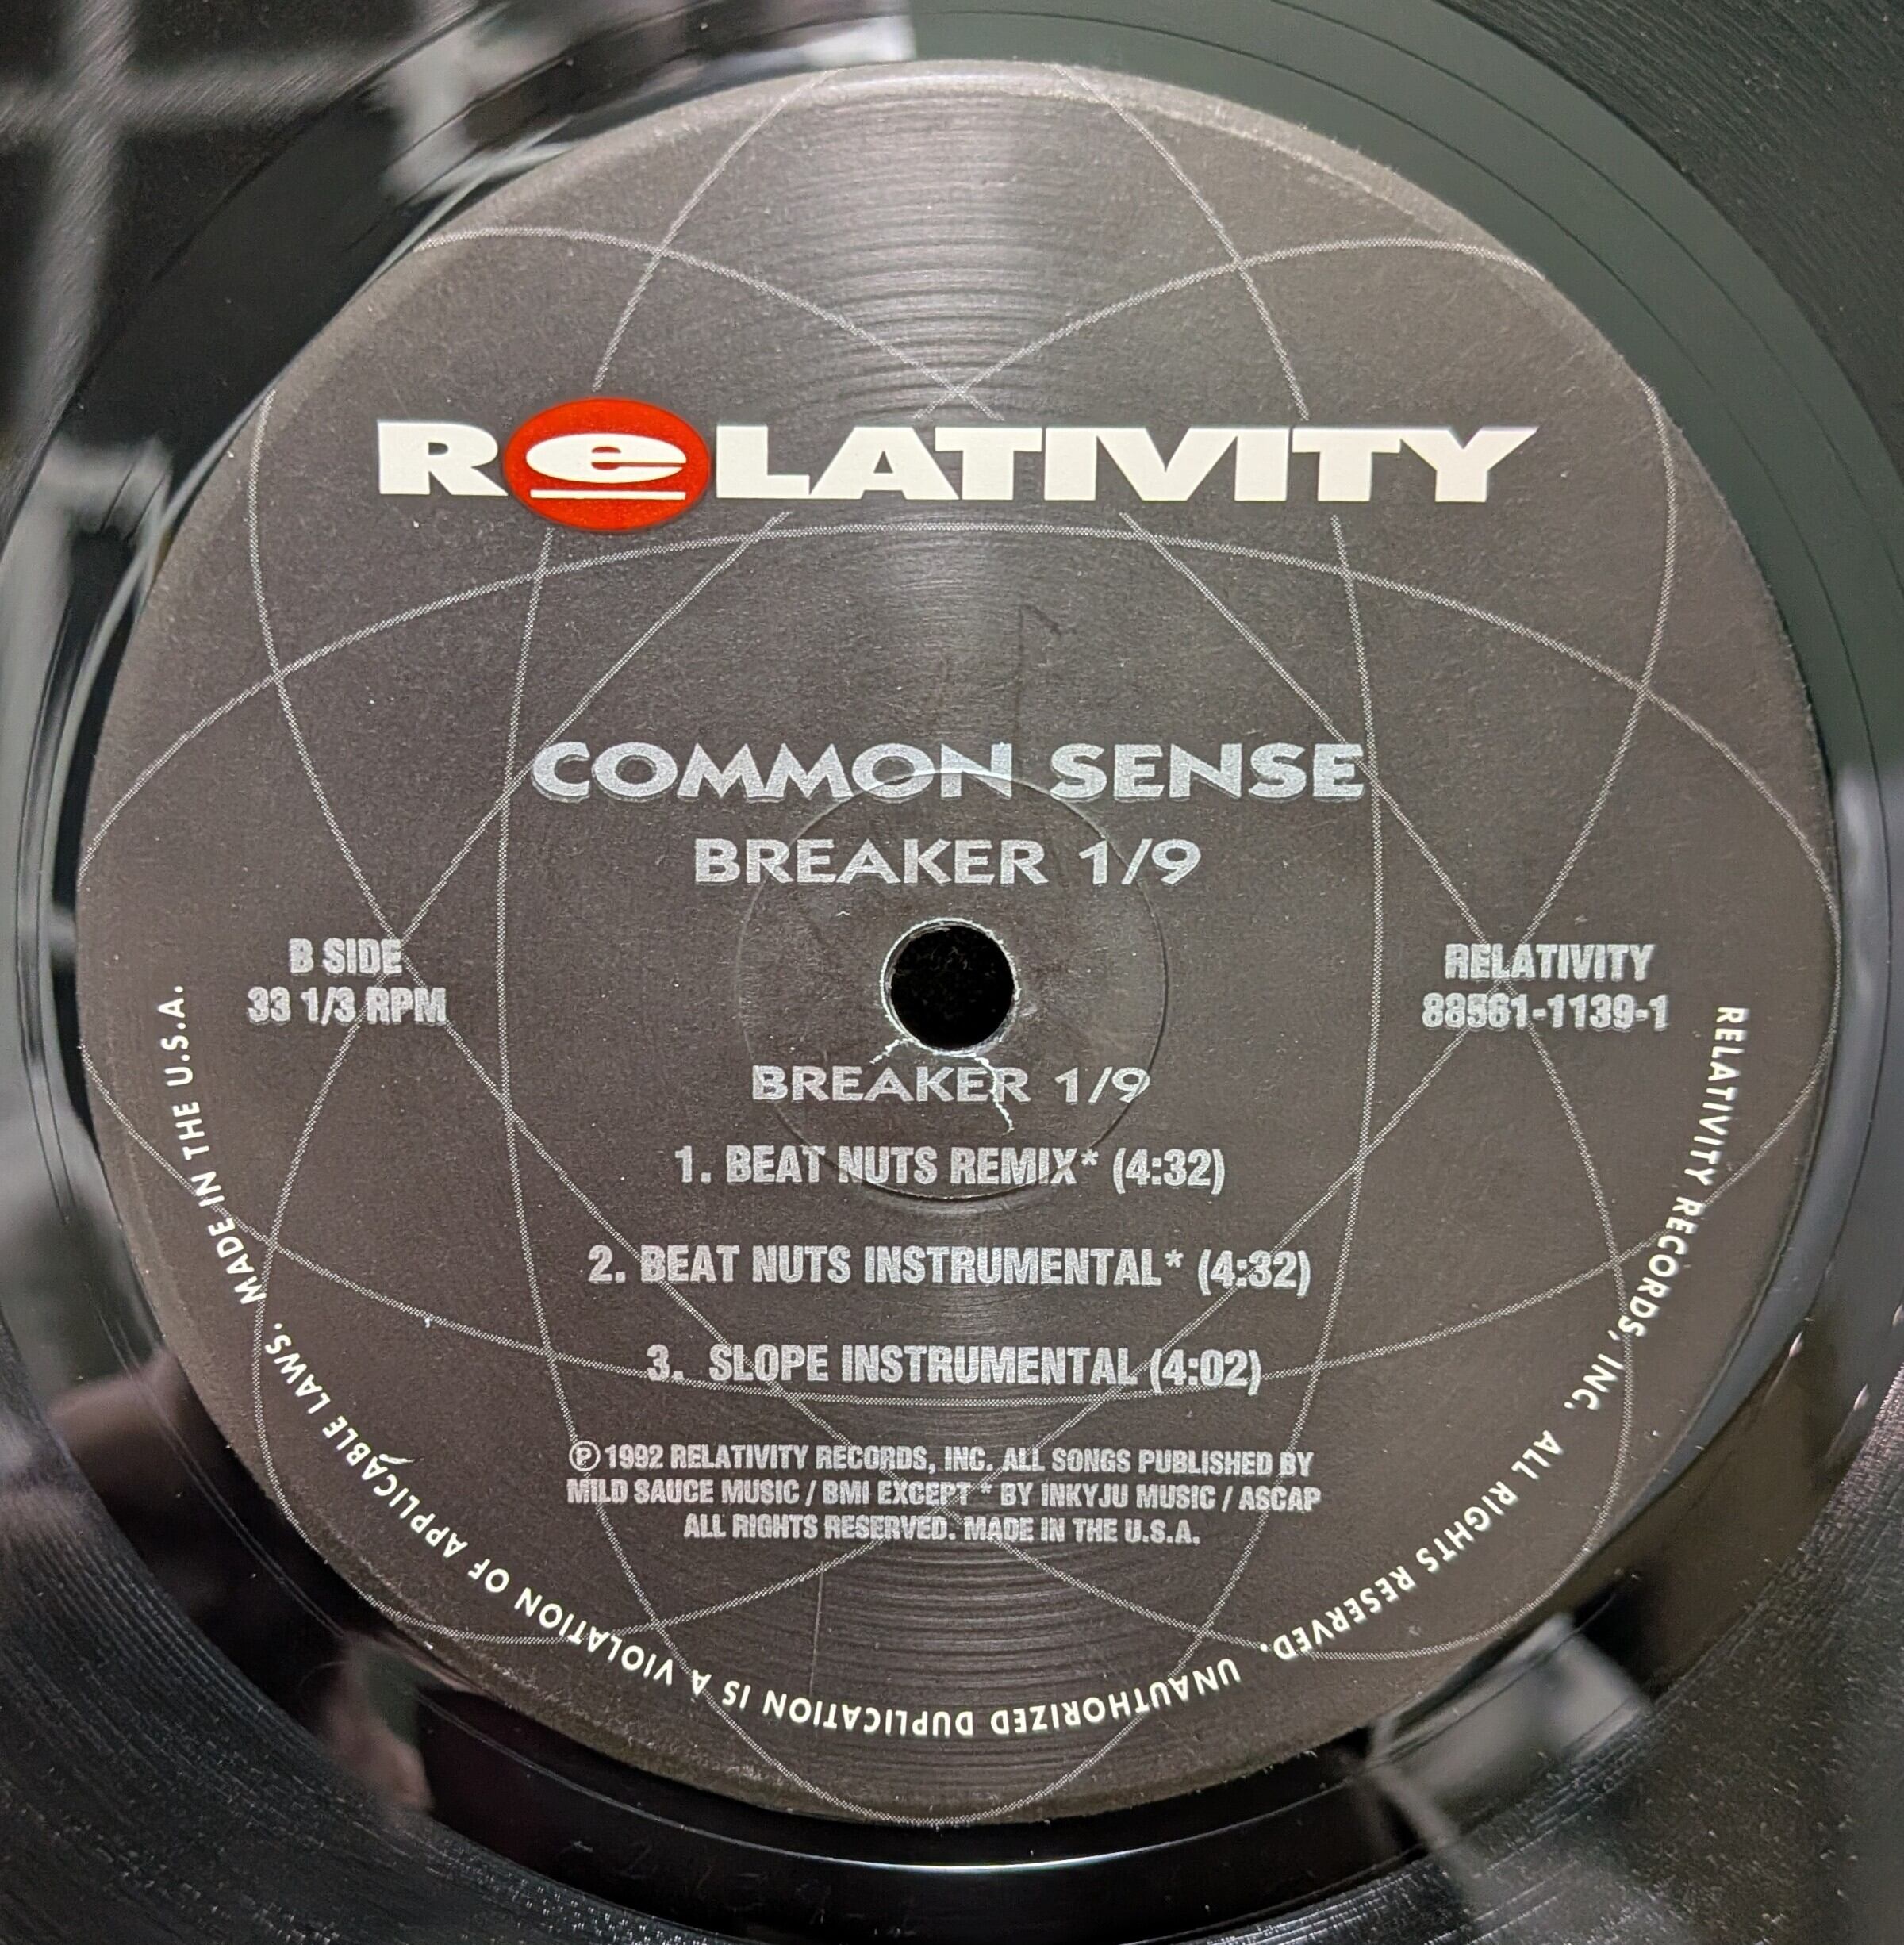 ReLATIVITY
COMMON SENSE
BREAKER 1/9
B SIDE
33 1/3 RPM
RELATIVITY
88561-1139-1
BREAKER 1/9
1. BEAT NUTS REMIX* (4:32)
2. BEAT NUTS INSTRUMENTAL* (4:32)
3. SLOPE INSTRUMENTAL (4:02)
Ⓟ1992 RELATIVITY RECORDS, INC. ALL SONGS PUBLISHED BY
MILD SAUCE MUSIC / BMI EXCEPT * BY INKYJU MUSIC / ASCAP
ALL RIGHTS RESERVED. MADE IN THE U.S.A.
RELATIVITY RECORDS, INC. ALL RIGHTS RESERVED. UNAUTHORIZED DUPLICATION IS A VIOLATION OF APPLICABLE LAWS. MADE IN THE U.S.A.